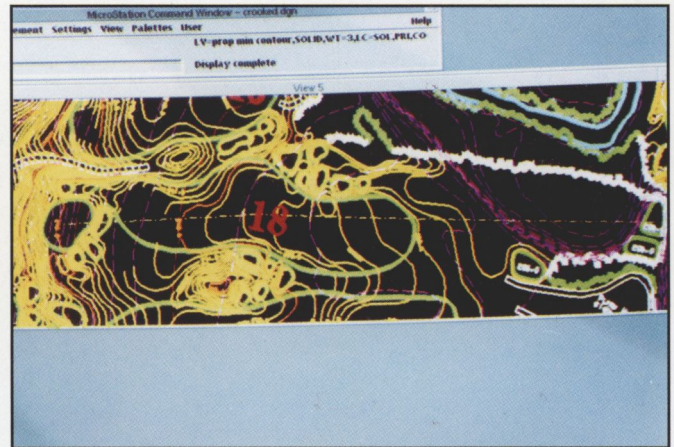 MicroStation Command Window - crooked.dgn
ement Settings View Palettes User Help
LV=prop min contour,SOLID,WT=3,LC=SOL,PRI,CO
Display complete
View 5
18